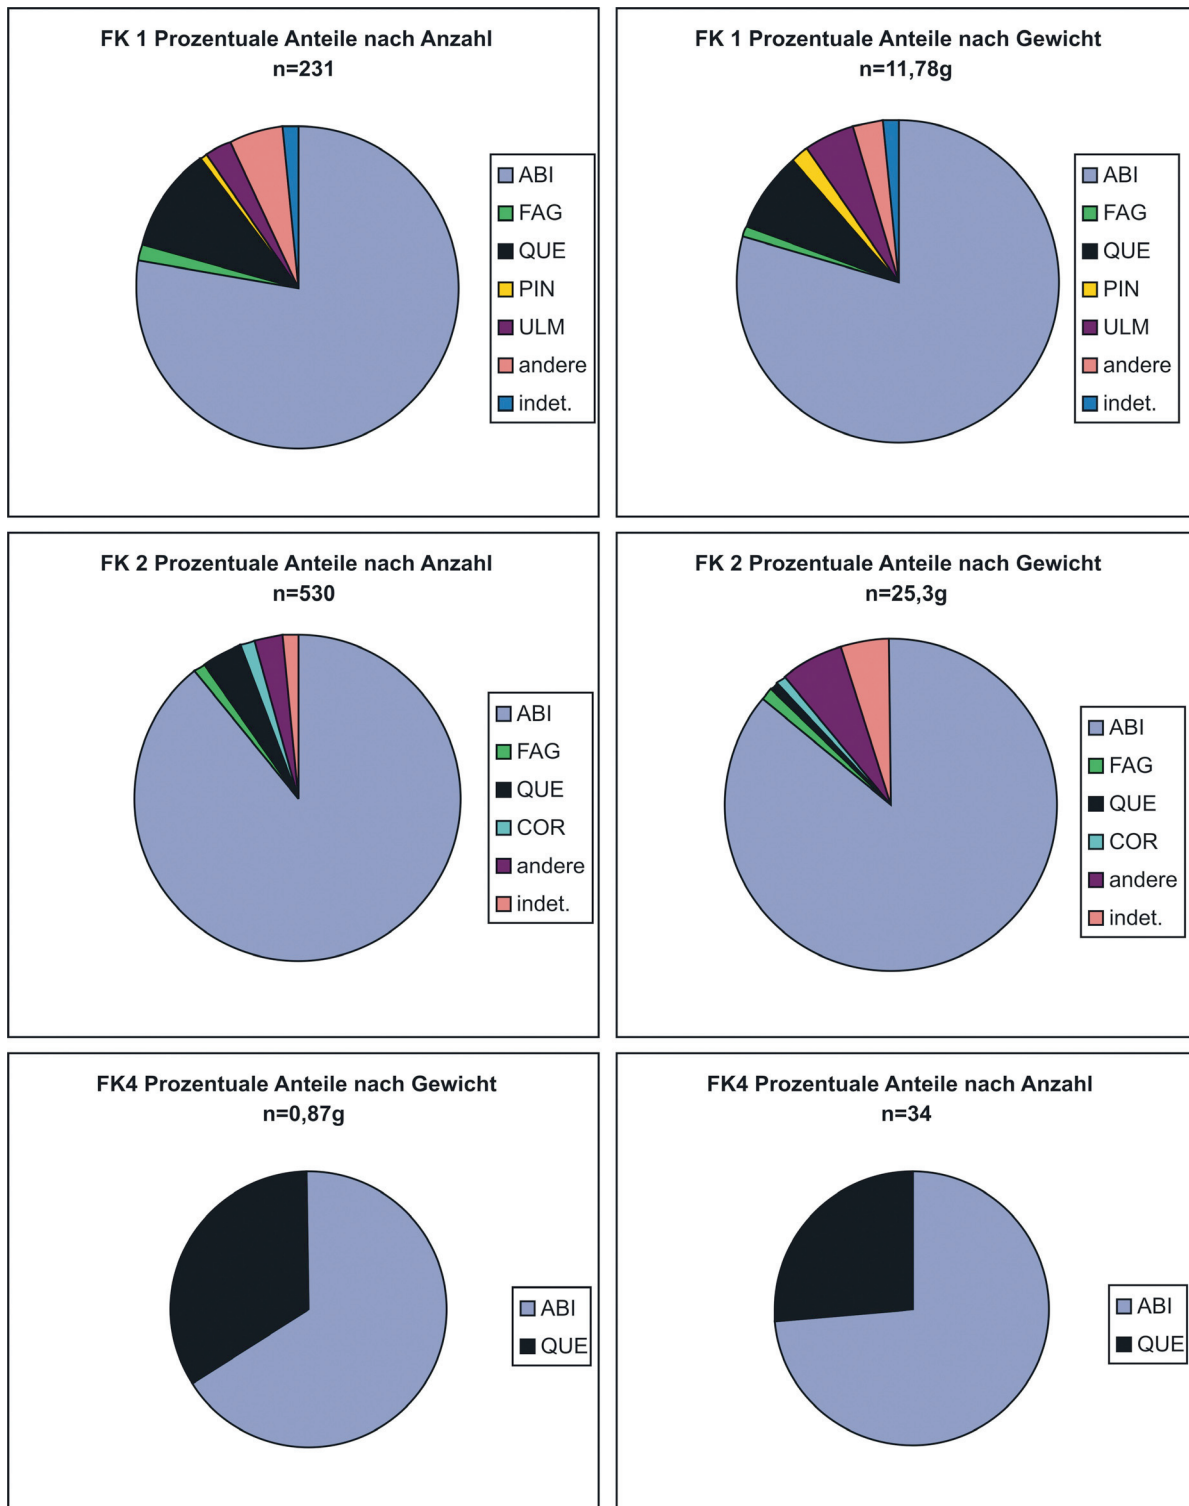 FK 1 Prozentuale Anteile nach Anzahl
n=231
ABI
FAG
QUE
PIN
ULM
andere
indet.
FK 1 Prozentuale Anteile nach Gewicht
n=11,78g
ABI
FAG
QUE
PIN
ULM
andere
indet.
FK 2 Prozentuale Anteile nach Anzahl
n=530
ABI
FAG
QUE
COR
andere
indet.
FK 2 Prozentuale Anteile nach Gewicht
n=25,3g
ABI
FAG
QUE
COR
andere
indet.
FK4 Prozentuale Anteile nach Gewicht
n=0,87g
ABI
QUE
FK4 Prozentuale Anteile nach Anzahl
n=34
ABI
QUE